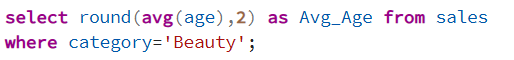 select round(avg(age),2) as Avg_Age from sales
where category='Beauty';